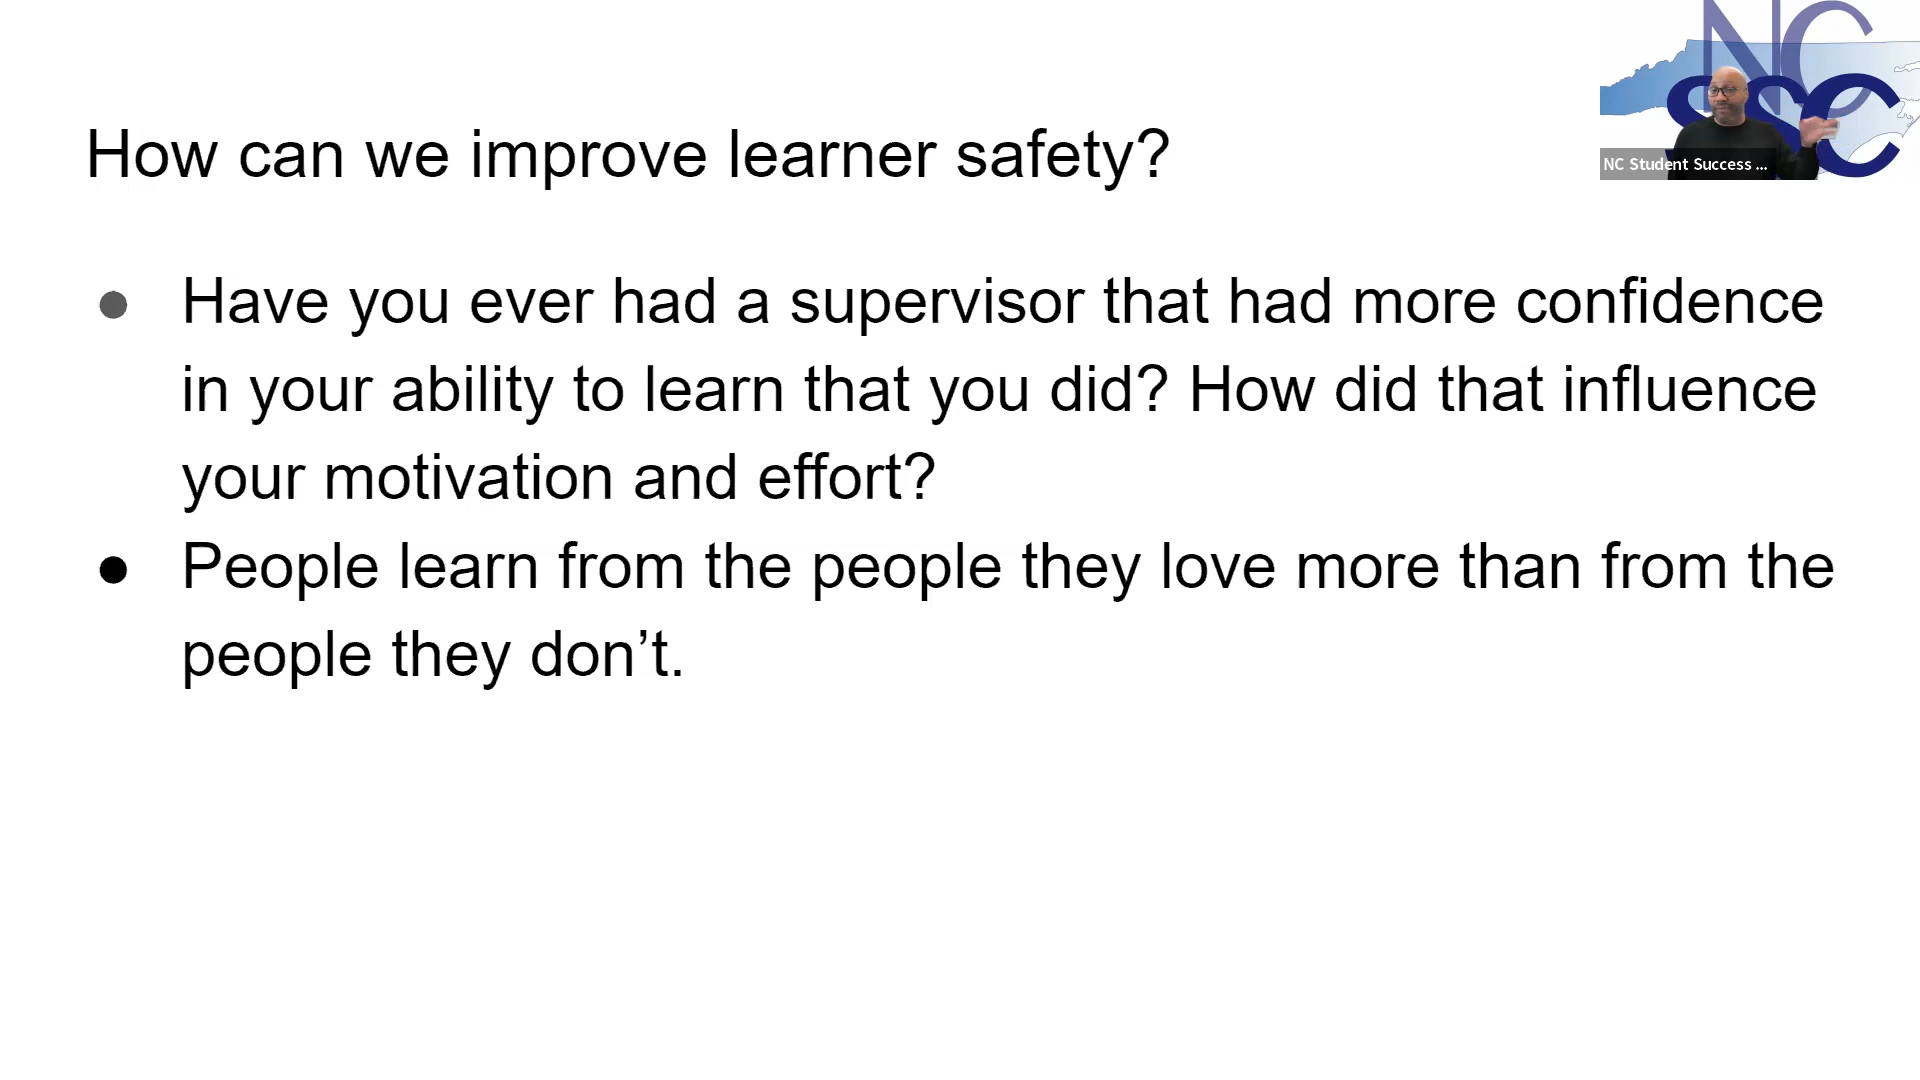 NC
SSC
NC Student Success ...
How can we improve learner safety?
● Have you ever had a supervisor that had more confidence
in your ability to learn that you did? How did that influence
your motivation and effort?
● People learn from the people they love more than from the
people they don’t.